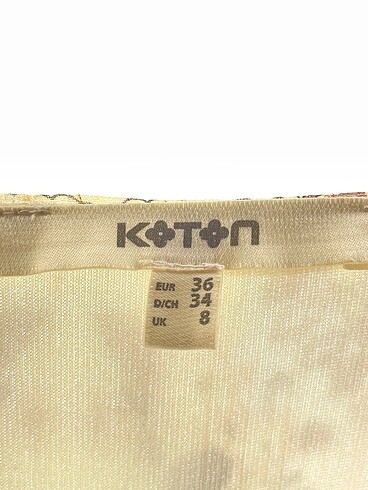 KOTON
EUR 36
D/CH 34
UK 8